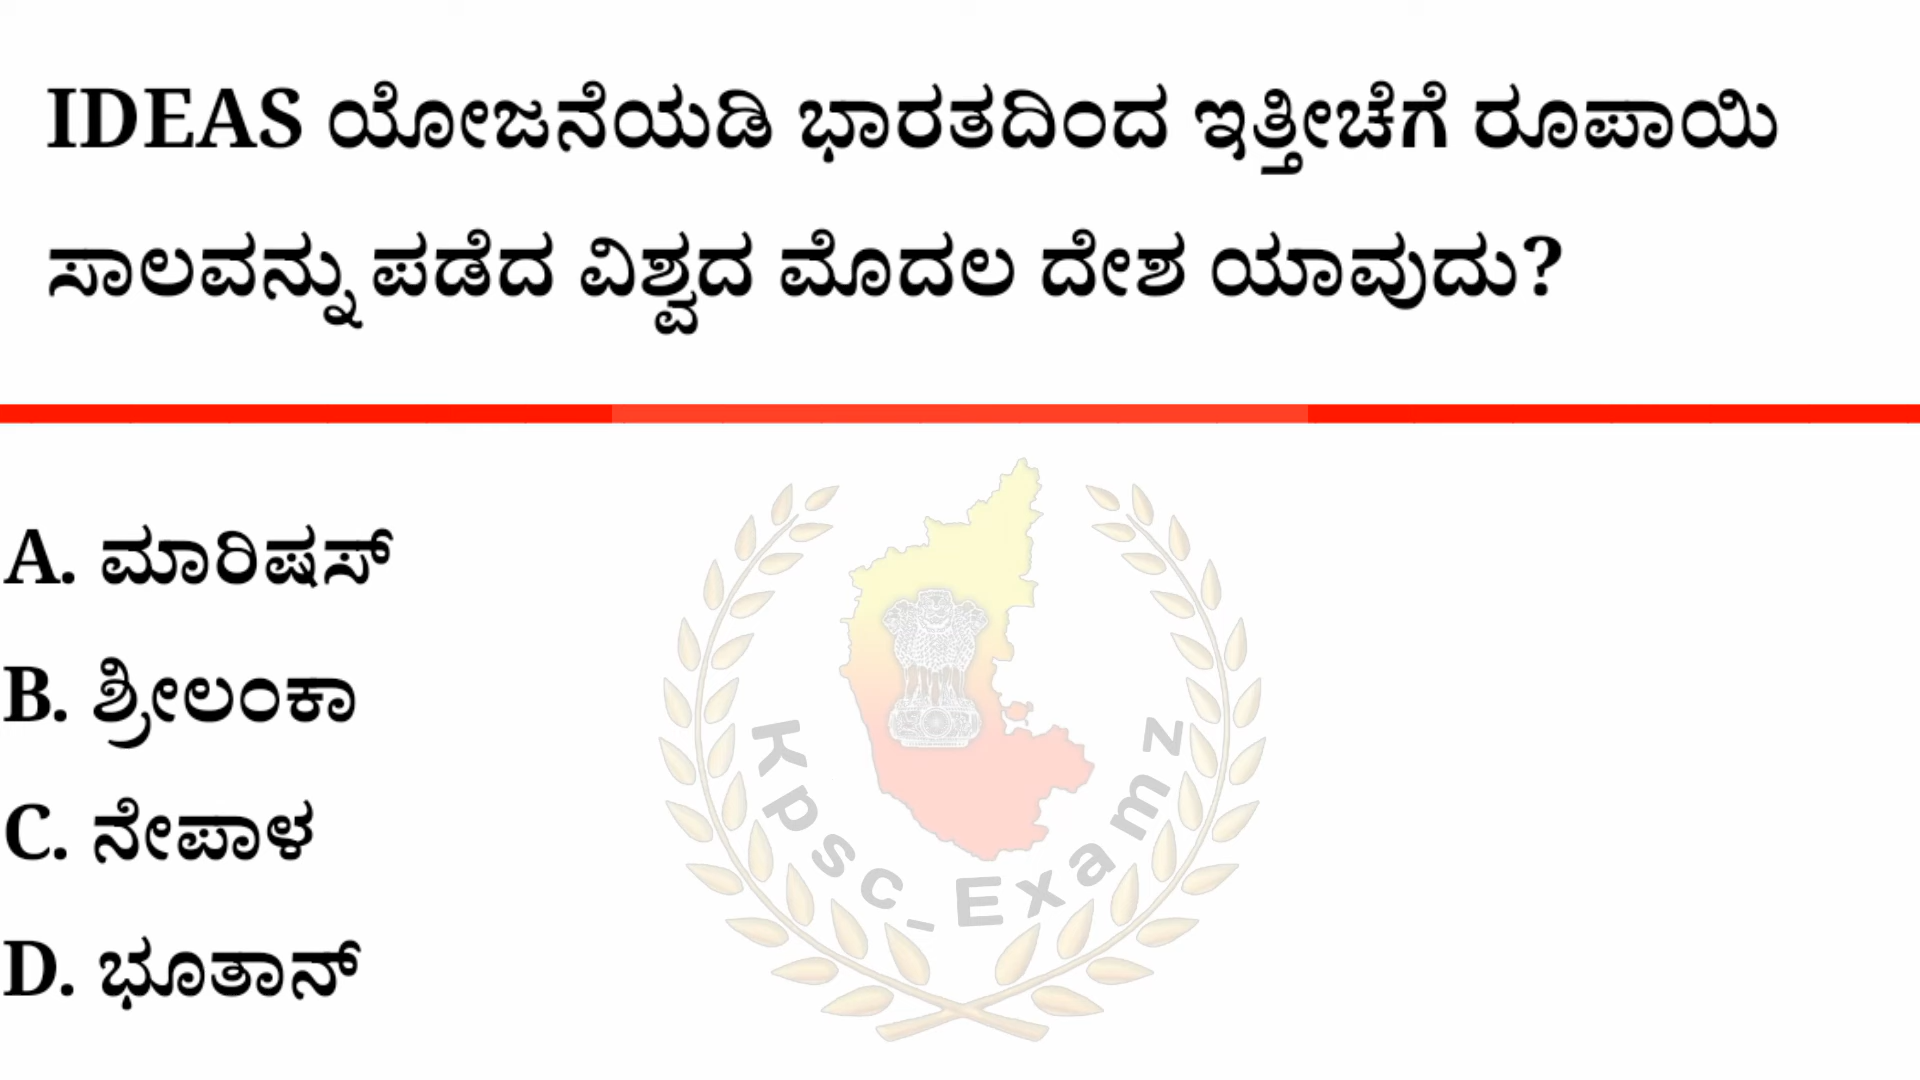 IDEAS ಯೋಜನೆಯಡಿ ಭಾರತದಿಂದ ಇತ್ತೀಚೆಗೆ ರೂಪಾಯಿ
ಸಾಲವನ್ನು ಪಡೆದ ವಿಶ್ವದ ಮೊದಲ ದೇಶ ಯಾವುದು?
A. ಮಾರಿಷಸ್
B. ಶ್ರೀಲಂಕಾ
C. ನೇಪಾಳ
D. ಭೂತಾನ್
Kpsc_Examz